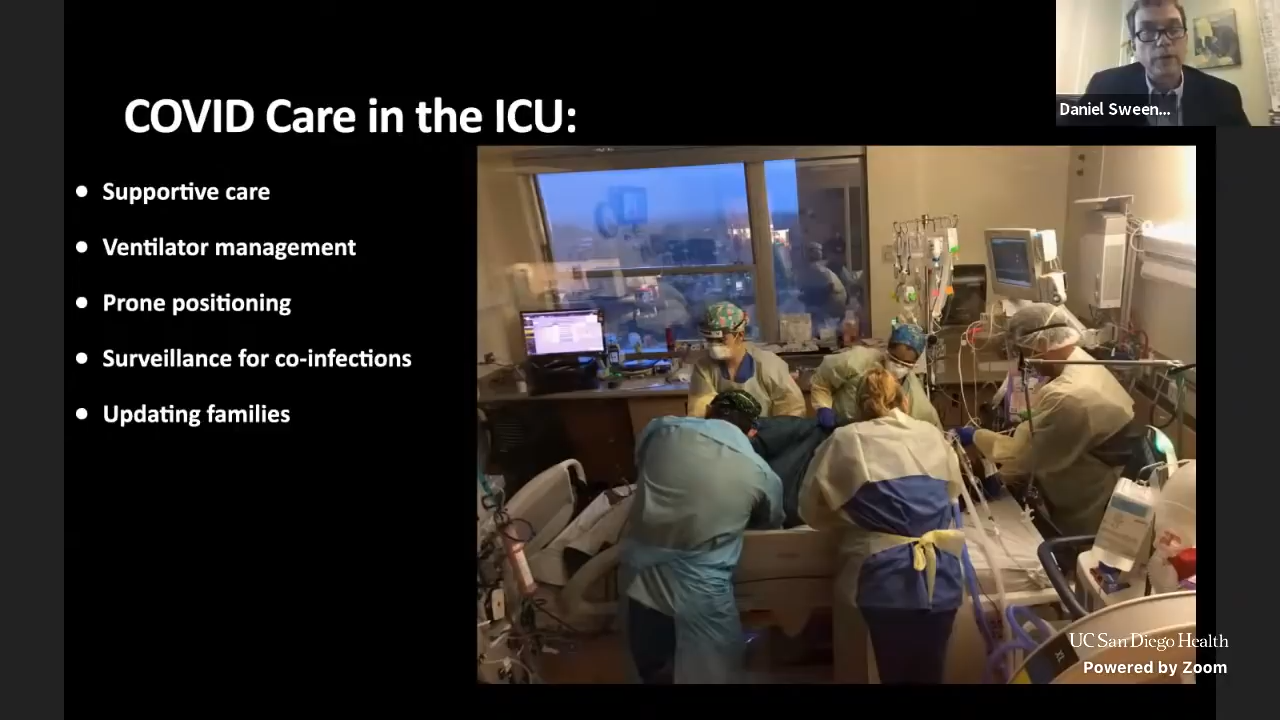 COVID Care in the ICU:
Daniel Sween...
• Supportive care
• Ventilator management
• Prone positioning
• Surveillance for co-infections
• Updating families
UC San Diego Health
Powered by Zoom